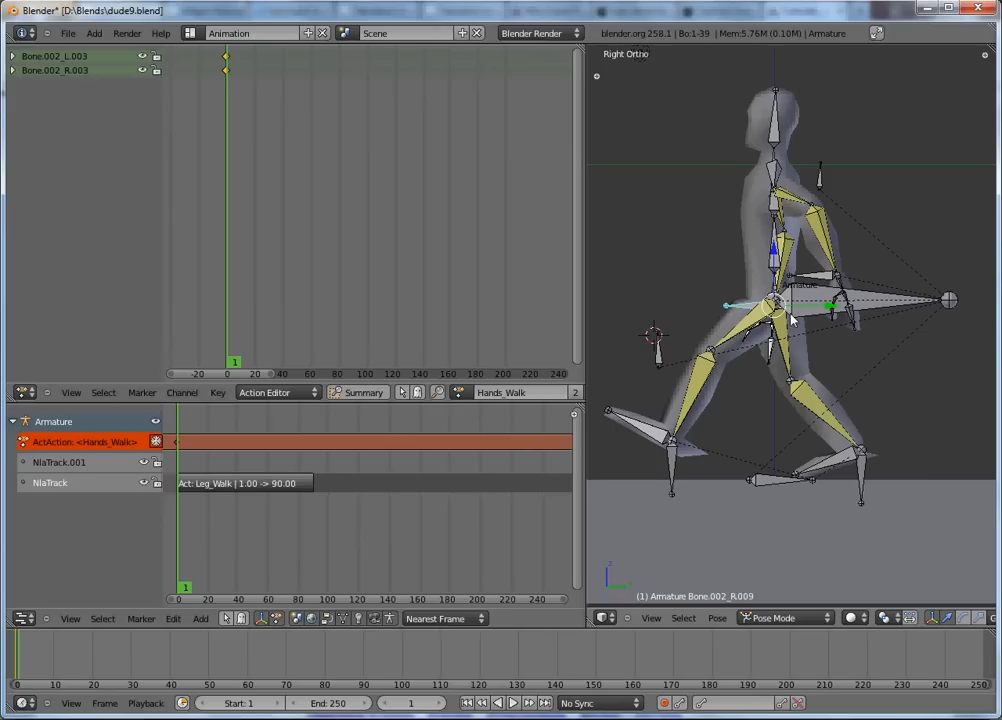 Blender* [D:\Blends\dude9.blend]
File Add Render Help Animation Scene Blender Render blender.org 258.1 | Bo:1-39 | Mem:5.76M (0.10M) | Armature
Bone.002_L.003
Bone.002_R.003
Right Ortho
Armature
1
-20 0 20 40 60 80 100 120 140 160 180 200 220 240
View Select Marker Channel Key Action Editor Summary Hands_Walk 2
Armature
ActAction: <Hands_Walk>
NlaTrack.001
NlaTrack
Act: Leg_Walk | 1.00 -> 90.00
1
0 20 40 60 80 100 120 140 160 180 200 220 240
(1) Armature Bone.002_R.009
View Select Marker Edit Add Nearest Frame
View Select Pose Pose Mode
0 10 20 30 40 50 60 70 80 90 100 110 120 130 140 150 160 170 180 190 200 210 220 230 240 250
View Frame Playback Start: 1 End: 250 1 No Sync